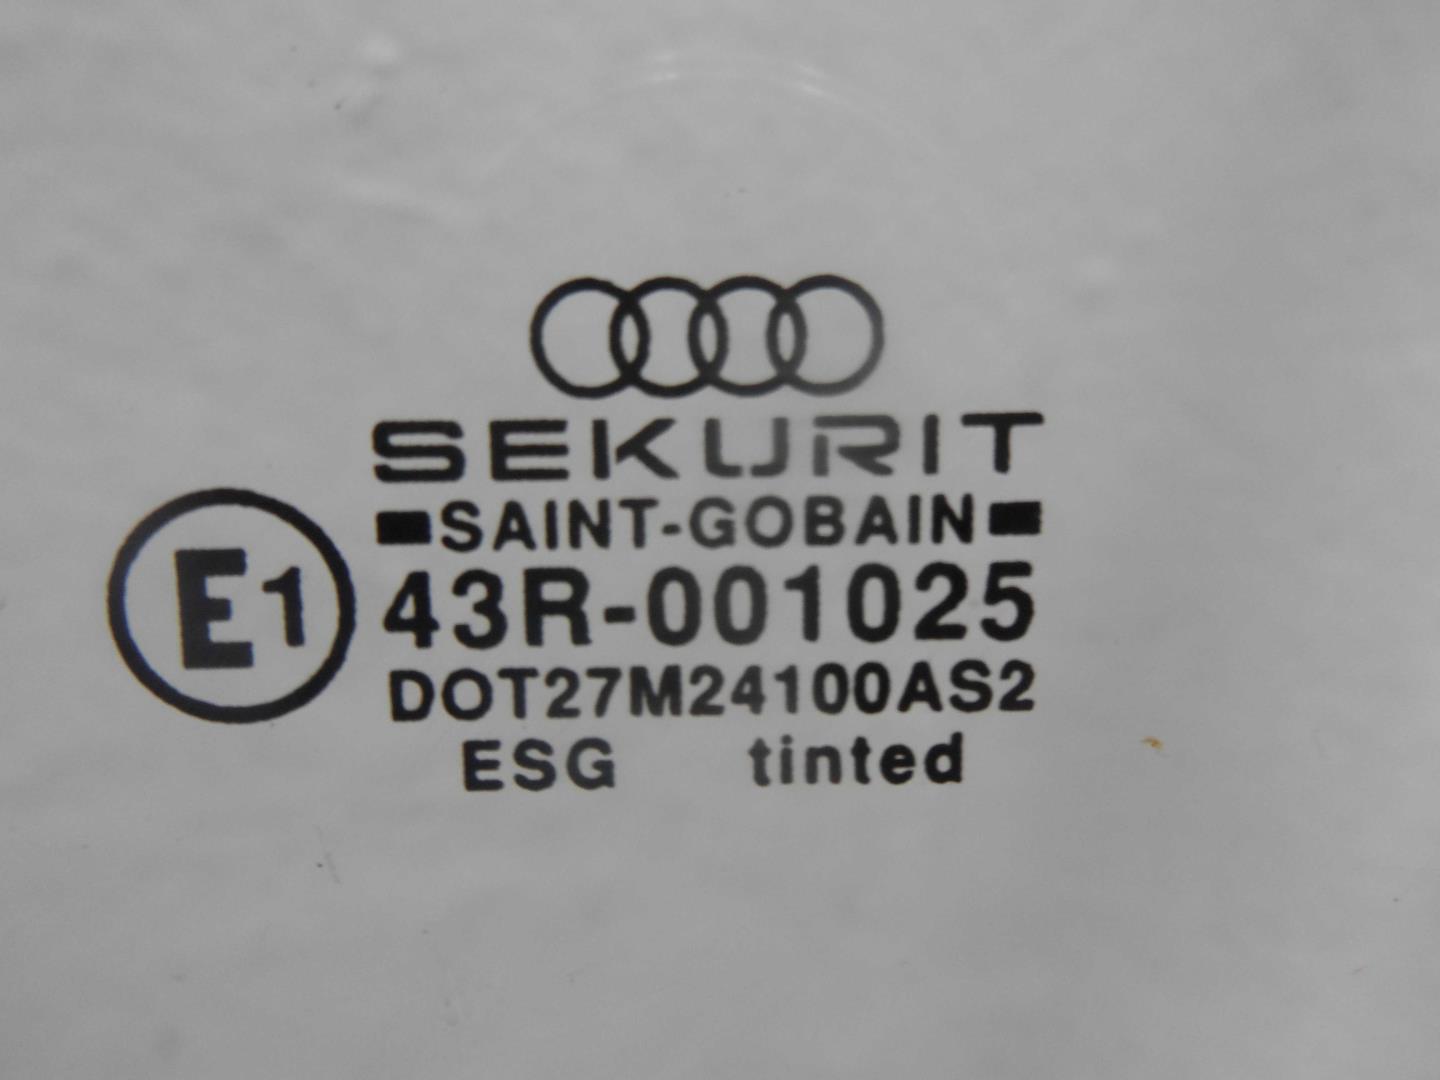 SEKURIT
SAINT-GOBAIN
E1 43R-001025
DOT27M24100AS2
ESG tinted